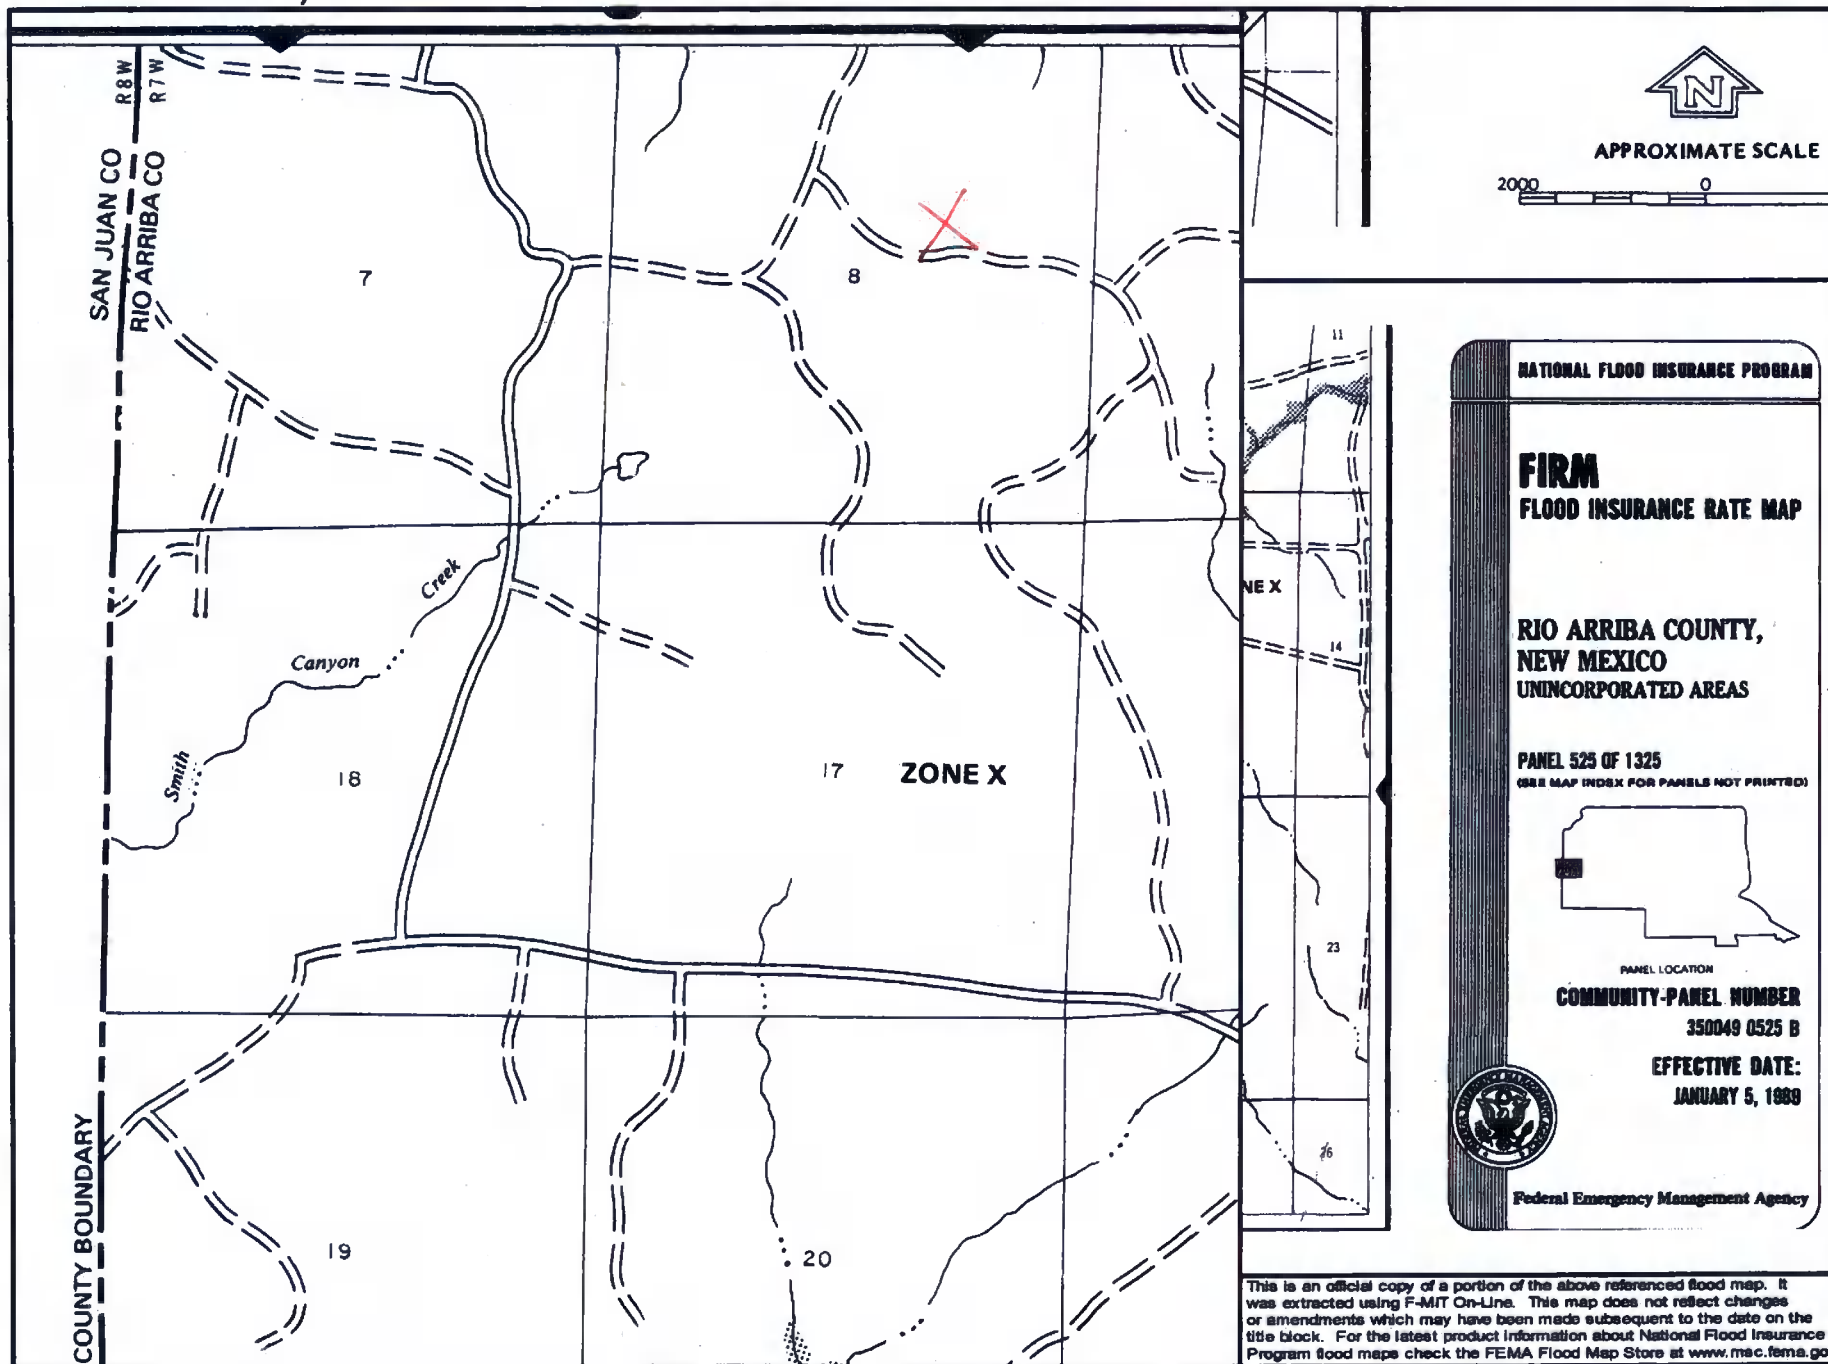 R8W
R7W
SAN JUAN CO
RIO ARRIBA CO
7
8
Smith
Canyon
Creek
18
17
ZONE X
19
20
COUNTY BOUNDARY
11
NE X
14
23
26
N
APPROXIMATE SCALE
2000 0
NATIONAL FLOOD INSURANCE PROGRAM
FIRM
FLOOD INSURANCE RATE MAP
RIO ARRIBA COUNTY,
NEW MEXICO
UNINCORPORATED AREAS
PANEL 525 OF 1325
(SEE MAP INDEX FOR PANELS NOT PRINTED)
PANEL LOCATION
COMMUNITY-PANEL NUMBER
350049 0525 B
EFFECTIVE DATE:
JANUARY 5, 1989
Federal Emergency Management Agency
This is an official copy of a portion of the above referenced flood map. It
was extracted using F-MIT On-Line. This map does not reflect changes
or amendments which may have been made subsequent to the date on the
title block. For the latest product information about National Flood Insurance
Program flood maps check the FEMA Flood Map Store at www.msc.fema.go